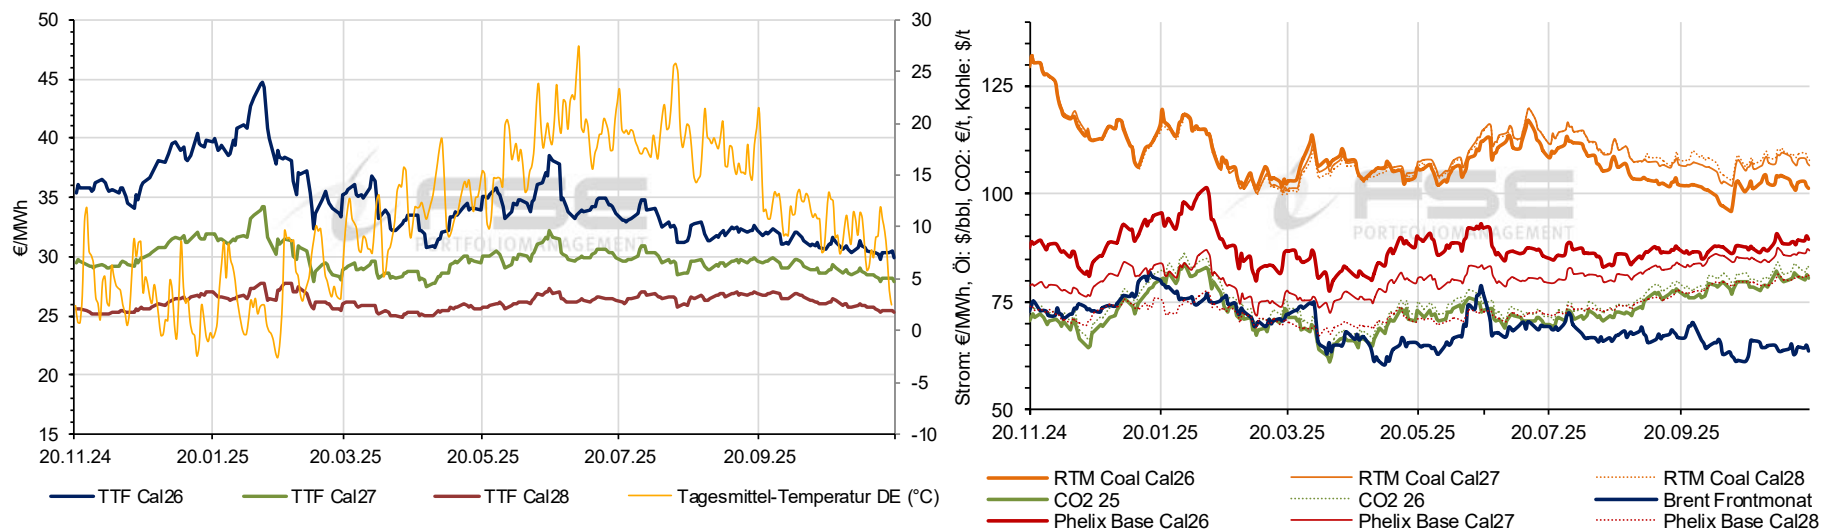 50
45
40
35
30
25
20
15
€/MWh
30
25
20
15
10
5
0
-5
-10
FSE
PORTFOLIOMANAGEMENT
20.11.24 20.01.25 20.03.25 20.05.25 20.07.25 20.09.25
TTF Cal26 TTF Cal27 TTF Cal28 Tagesmittel-Temperatur DE (°C)
Strom: €/MWh, Öl: $/bbl, CO2: €/t, Kohle: $/t
125
100
75
50
FSE
PORTFOLIOMANAGEMENT
20.11.24 20.01.25 20.03.25 20.05.25 20.07.25 20.09.25
RTM Coal Cal26 RTM Coal Cal27 RTM Coal Cal28
CO2 25 CO2 26 Brent Frontmonat
Phelix Base Cal26 Phelix Base Cal27 Phelix Base Cal28